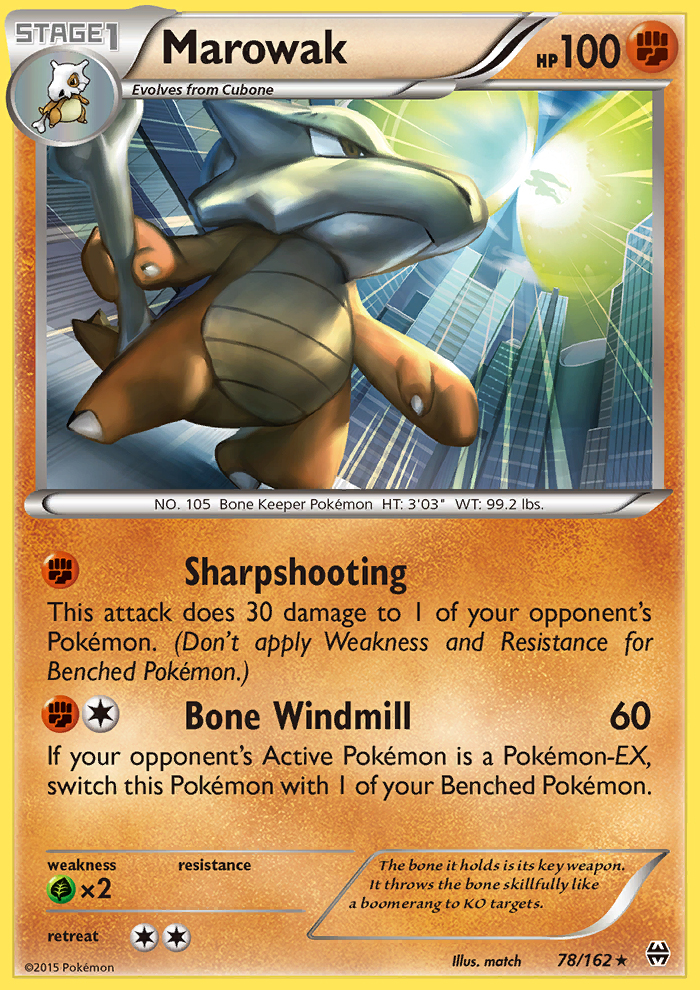 STAGE1
Marowak
HP100
Evolves from Cubone
NO. 105 Bone Keeper Pokémon HT: 3'03" WT: 99.2 lbs.
Sharpshooting
This attack does 30 damage to 1 of your opponent's
Pokémon. (Don't apply Weakness and Resistance for
Benched Pokémon.)
Bone Windmill 60
If your opponent's Active Pokémon is a Pokémon-EX,
switch this Pokémon with 1 of your Benched Pokémon.
weakness resistance
×2
The bone it holds is its key weapon.
It throws the bone skillfully like
a boomerang to KO targets.
retreat
©2015 Pokémon
Illus. match 78/162 ★